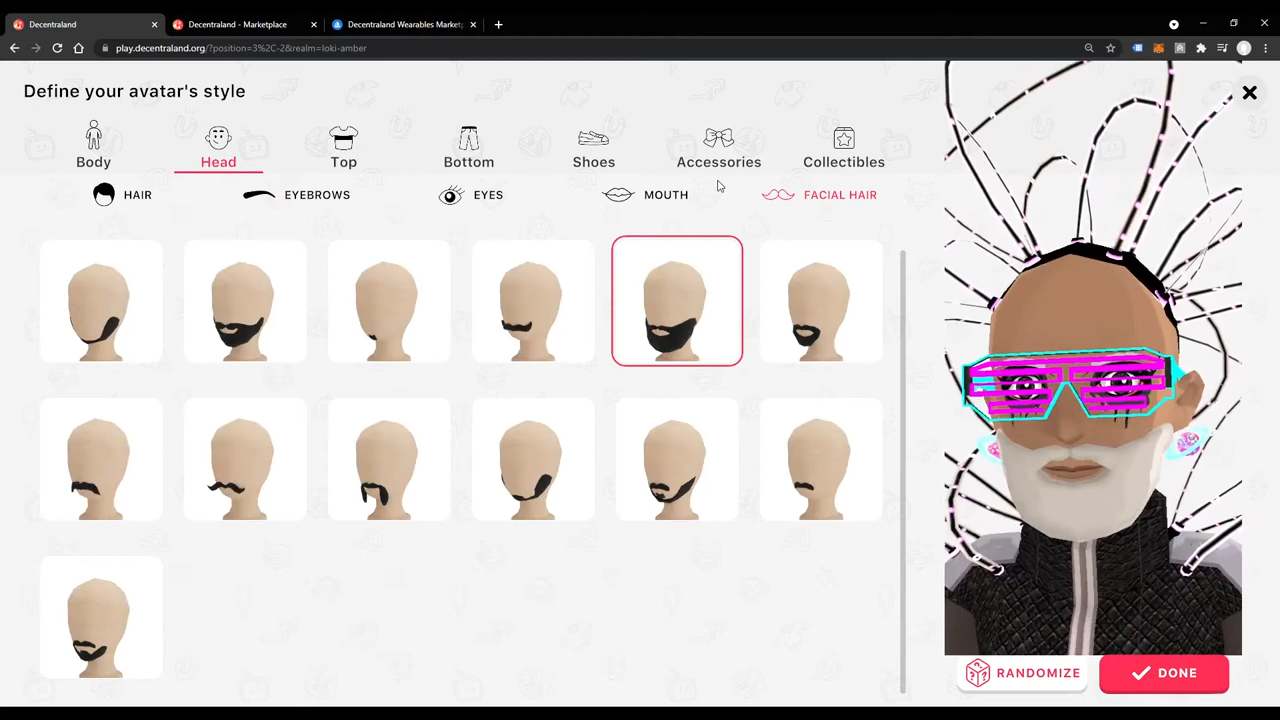 Decentraland
Decentraland - Marketplace
Decentraland Wearables Market
play.decentraland.org/?position=3%2C-2&realm=loki-amber
Define your avatar's style
Body
Head
Top
Bottom
Shoes
Accessories
Collectibles
HAIR
EYEBROWS
EYES
MOUTH
FACIAL HAIR
RANDOMIZE
DONE